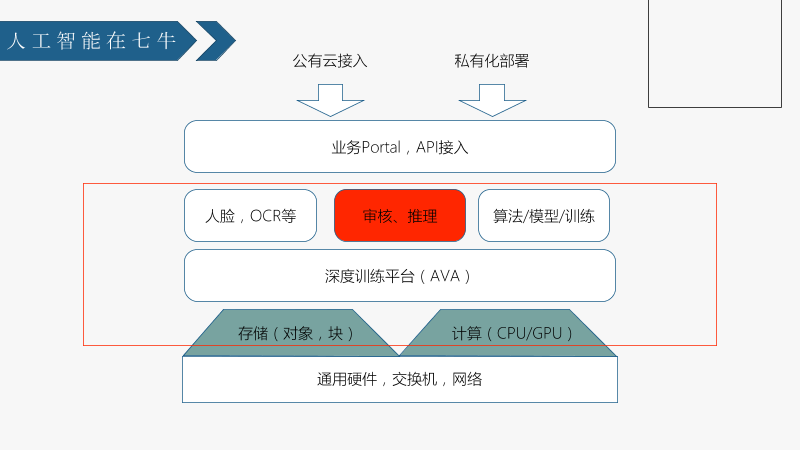 人工智能在七牛
公有云接入
私有化部署
业务Portal，API接入
人脸，OCR等
审核、推理
算法/模型/训练
深度训练平台（AVA）
存储（对象，块）
计算（CPU/GPU）
通用硬件，交换机，网络